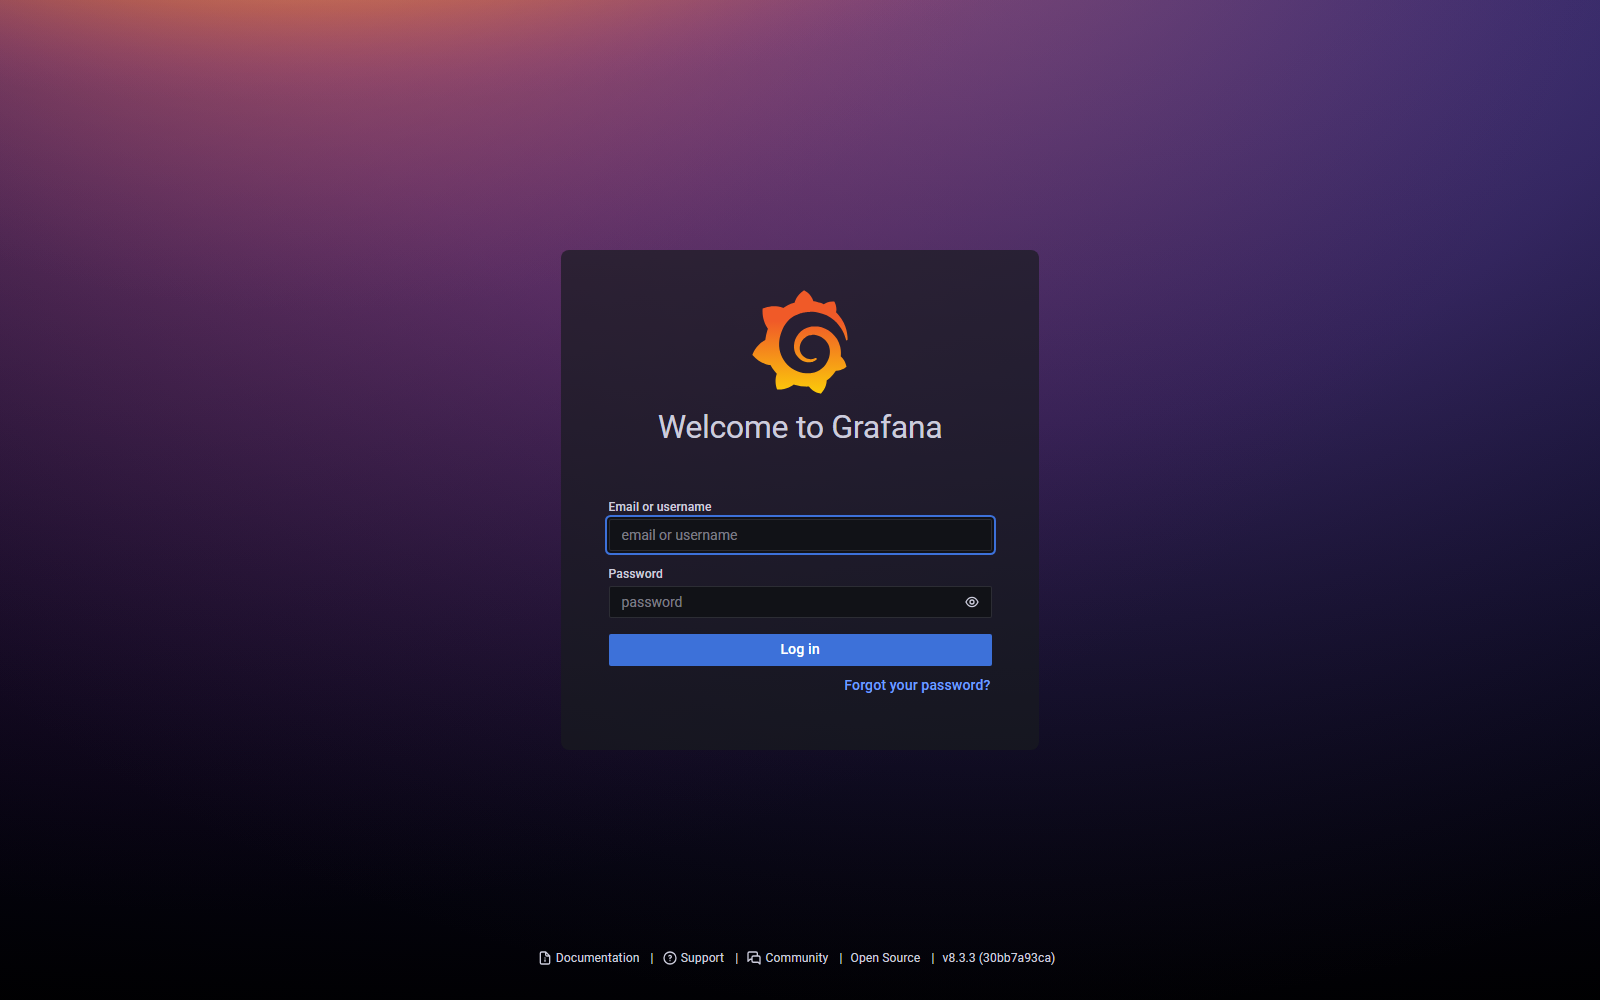 Welcome to Grafana
Email or username
email or username
Password
password
Log in
Forgot your password?
Documentation | Support | Community | Open Source | v8.3.3 (30bb7a93ca)